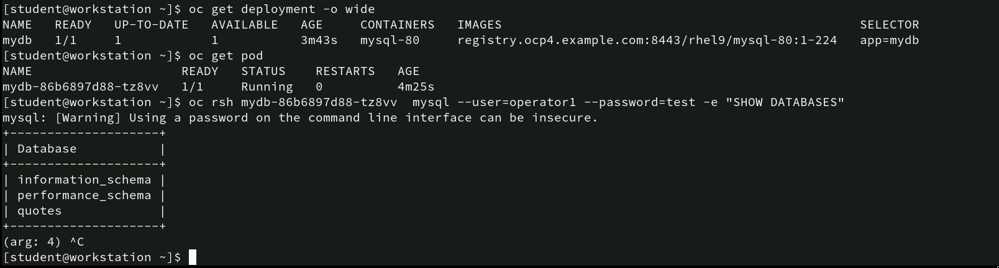 [student@workstation ~]$ oc get deployment -o wide
NAME   READY   UP-TO-DATE   AVAILABLE   AGE     CONTAINERS   IMAGES                                                SELECTOR
mydb   1/1     1            1           3m43s   mysql-80     registry.ocp4.example.com:8443/rhel9/mysql-80:1-224   app=mydb
[student@workstation ~]$ oc get pod
NAME                    READY   STATUS    RESTARTS   AGE
mydb-86b6897d88-tz8vv   1/1     Running   0          4m25s
[student@workstation ~]$ oc rsh mydb-86b6897d88-tz8vv  mysql --user=operator1 --password=test -e "SHOW DATABASES"
mysql: [Warning] Using a password on the command line interface can be insecure.
+--------------------+
| Database           |
+--------------------+
| information_schema |
| performance_schema |
| quotes             |
+--------------------+
(arg: 4) ^C
[student@workstation ~]$